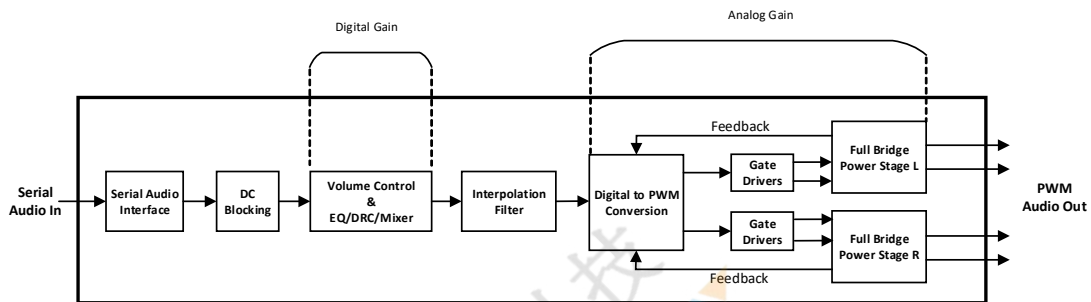 Digital Gain
Analog Gain
Serial
Audio In
Serial Audio
Interface
DC
Blocking
Volume Control
&
EQ/DRC/Mixer
Interpolation
Filter
Digital to PWM
Conversion
Feedback
Gate
Drivers
Full Bridge
Power Stage L
Gate
Drivers
Full Bridge
Power Stage R
Feedback
PWM
Audio Out
科技